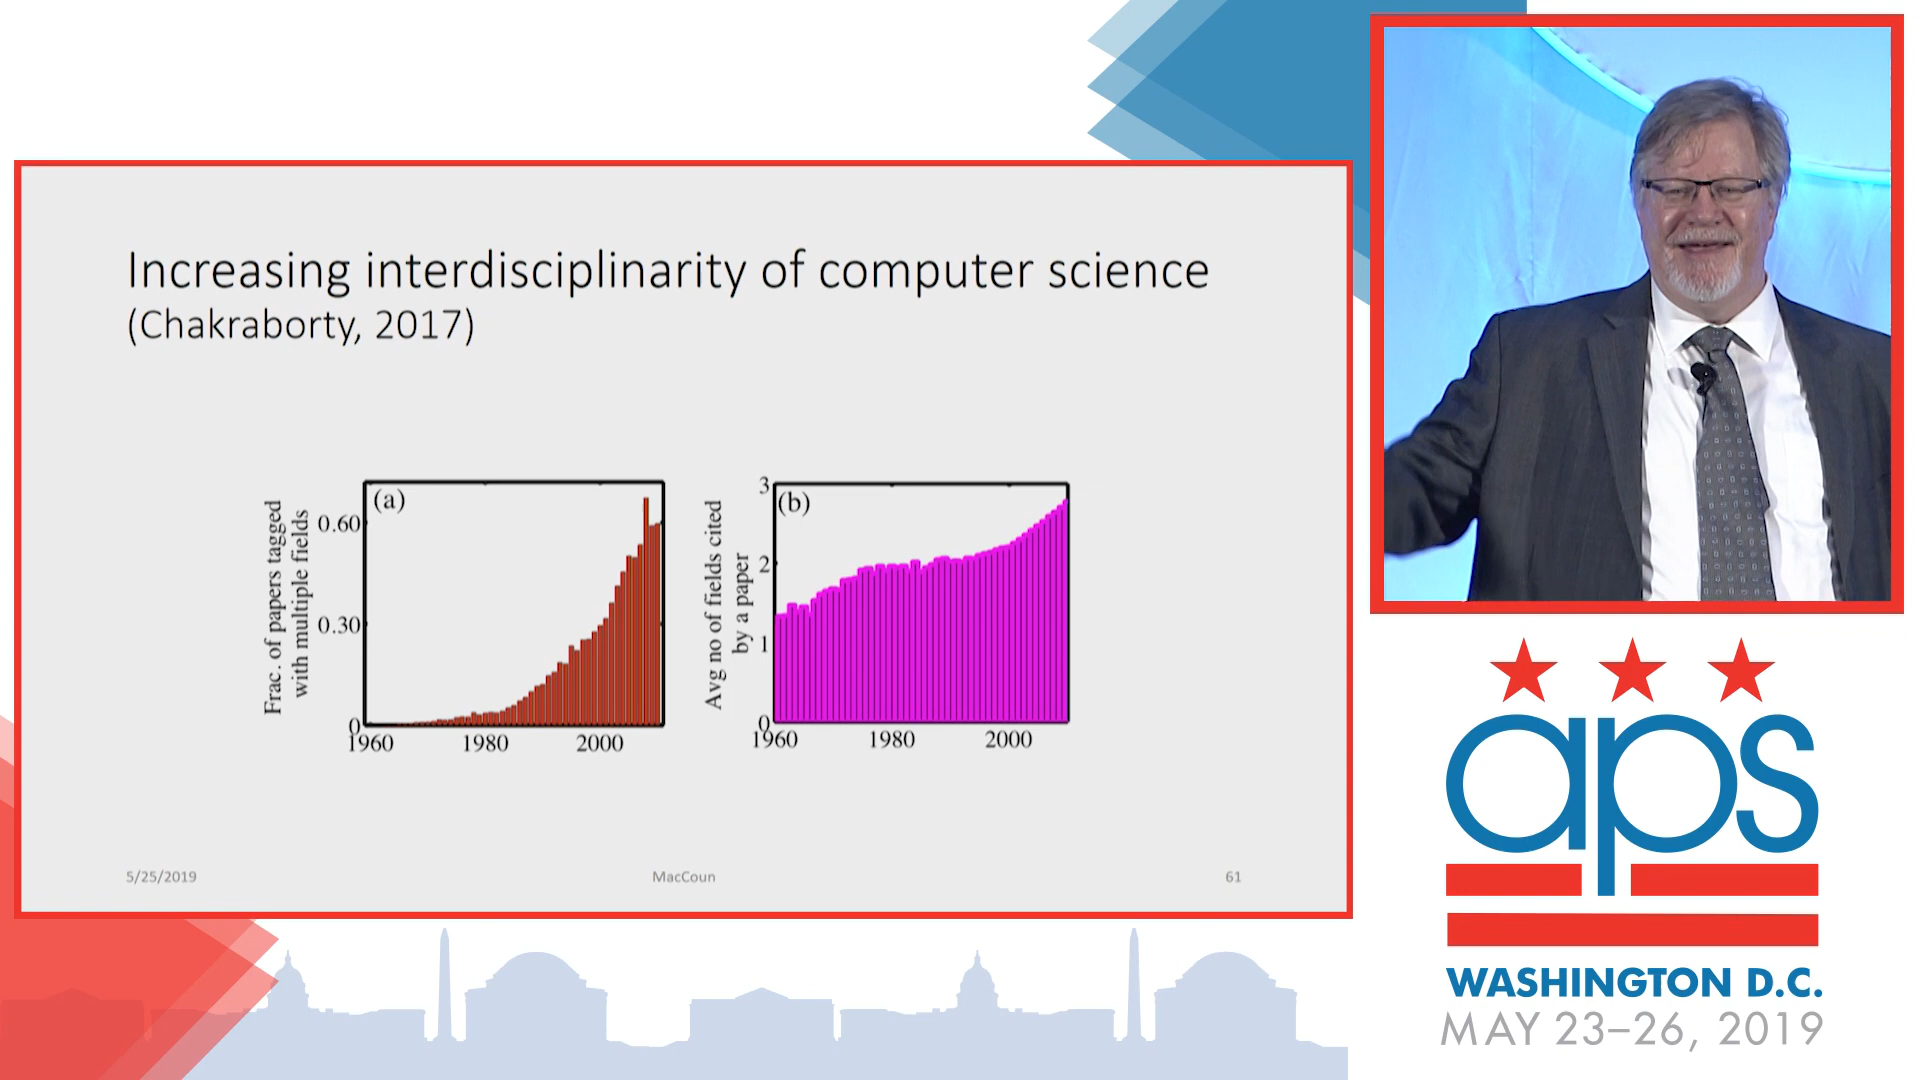 Increasing interdisciplinarity of computer science
(Chakraborty, 2017)
Frac. of papers tagged
with multiple fields
(a)
0.60
0.30
0
1960 1980 2000
Avg no of fields cited
by a paper
(b)
3
2
1
0
1960 1980 2000
5/25/2019 MacCoun 61
aps
WASHINGTON D.C.
MAY 23–26, 2019